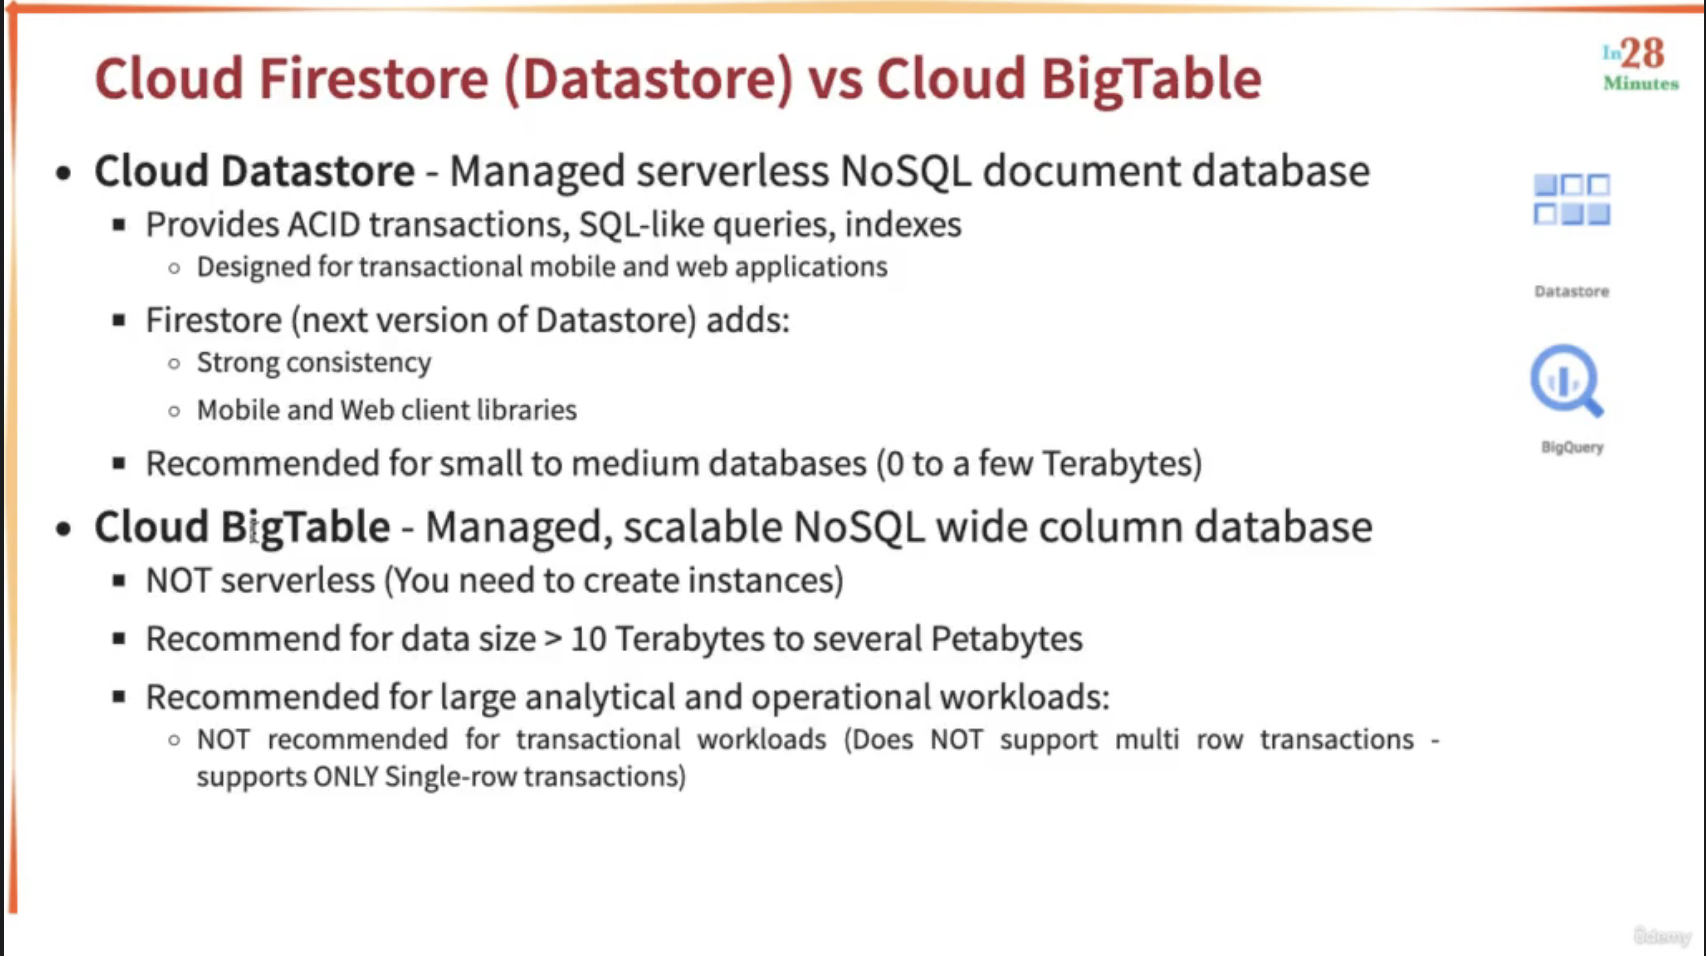 Cloud Firestore (Datastore) vs Cloud BigTable
In28
Minutes
• Cloud Datastore - Managed serverless NoSQL document database
▪ Provides ACID transactions, SQL-like queries, indexes
○ Designed for transactional mobile and web applications
▪ Firestore (next version of Datastore) adds:
○ Strong consistency
○ Mobile and Web client libraries
▪ Recommended for small to medium databases (0 to a few Terabytes)
• Cloud BigTable - Managed, scalable NoSQL wide column database
▪ NOT serverless (You need to create instances)
▪ Recommend for data size > 10 Terabytes to several Petabytes
▪ Recommended for large analytical and operational workloads:
○ NOT recommended for transactional workloads (Does NOT support multi row transactions -
supports ONLY Single-row transactions)
Datastore
BigQuery
Udemy